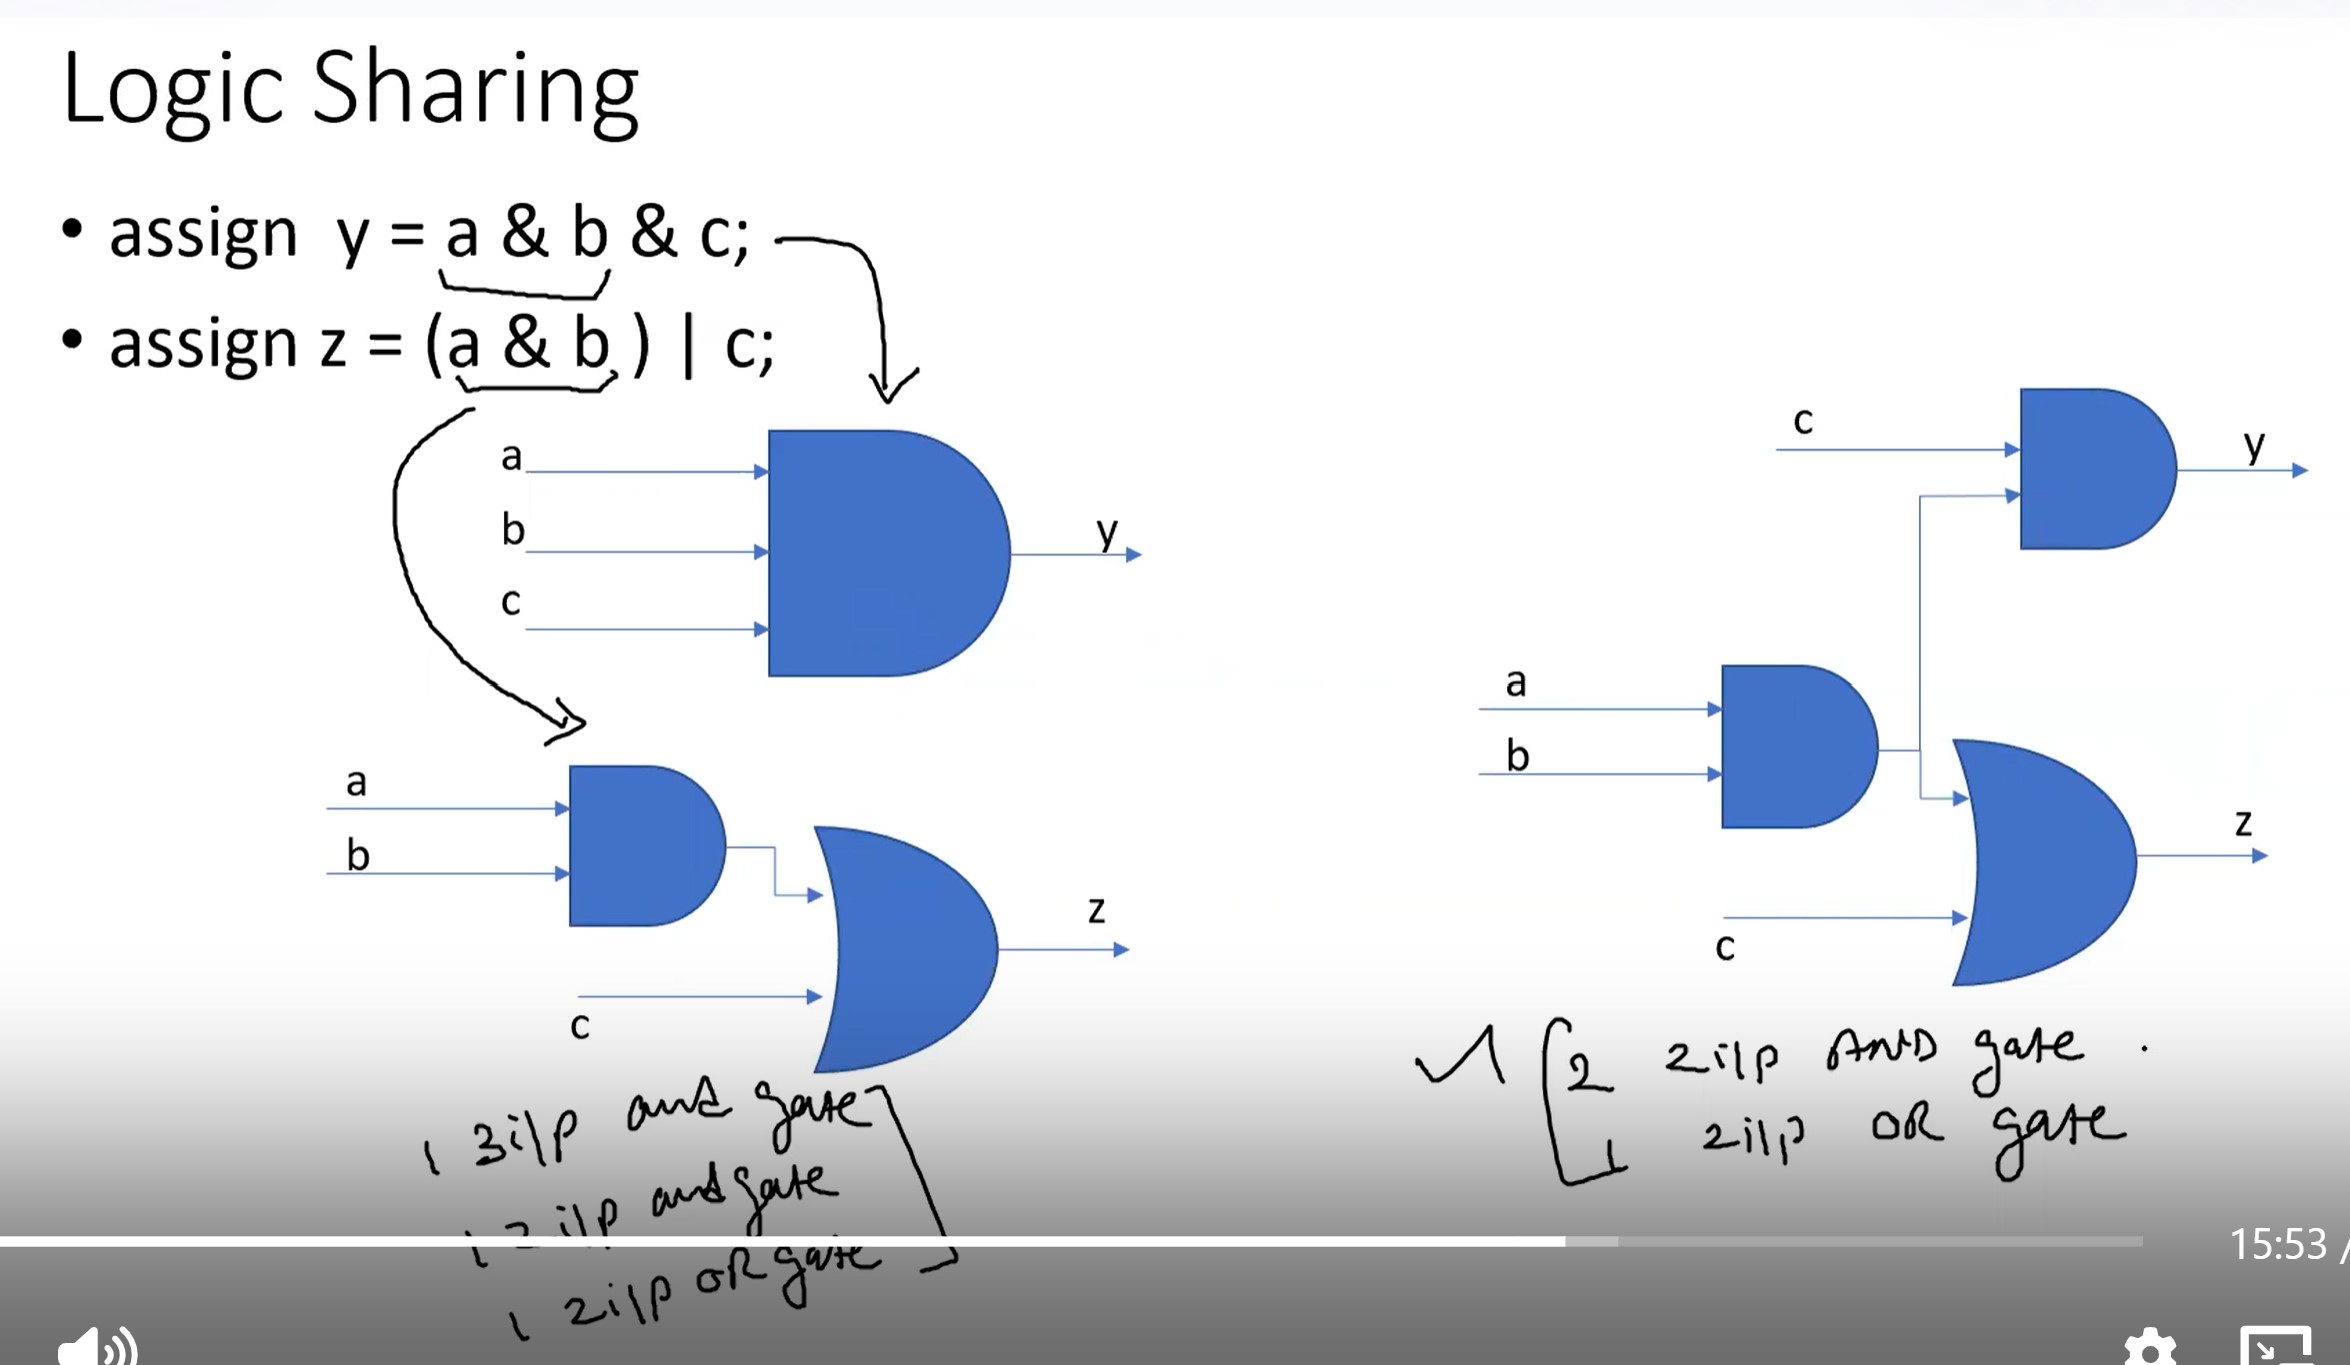 Logic Sharing
• assign y = a & b & c;
• assign z = (a & b ) | c;
a
b
c
y
a
b
c
z
c
y
a
b
z
c
1 3i/p and gate
1 2 i/p and gate
1 2i/p OR gate
2 2i/p AND gate
1 2i/p OR gate
15:53 /